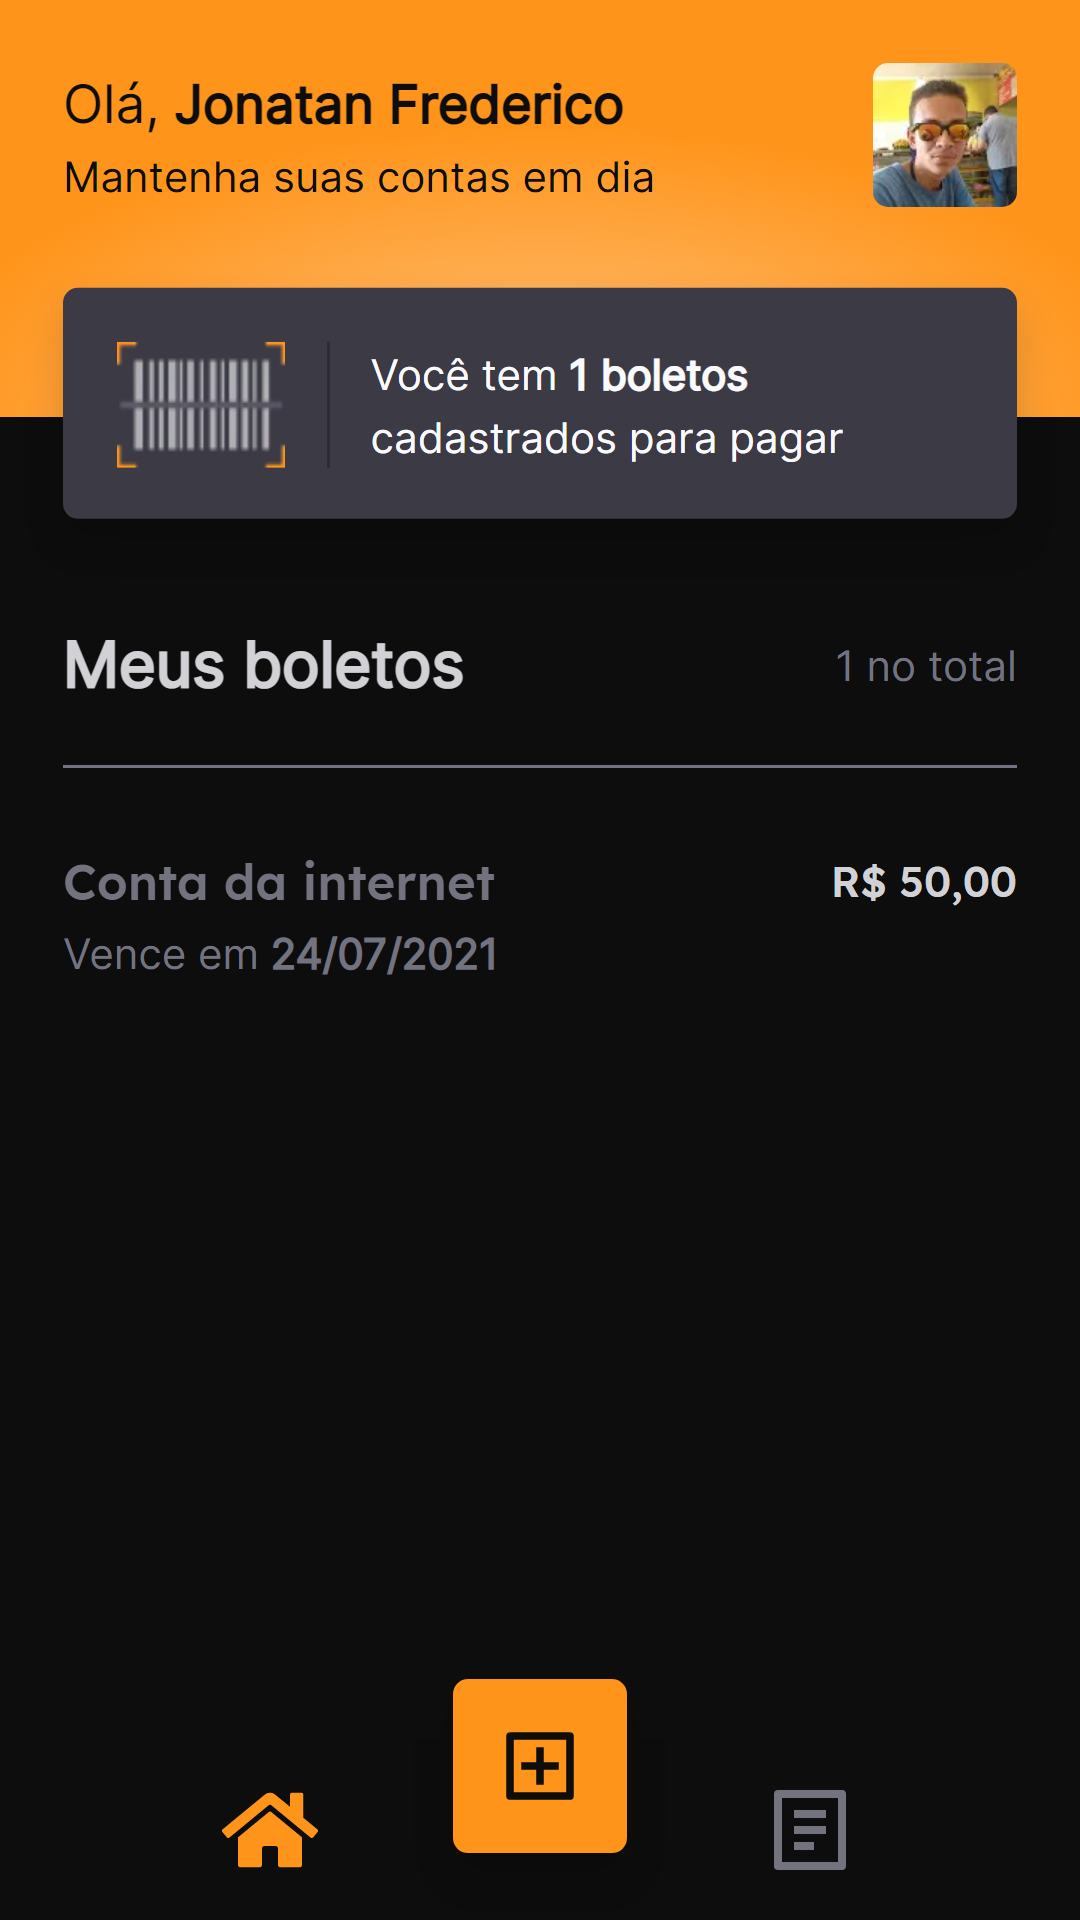 Olá, Jonatan Frederico
Mantenha suas contas em dia
Você tem 1 boletos
cadastrados para pagar
Meus boletos
1 no total
Conta da internet
R$ 50,00
Vence em 24/07/2021